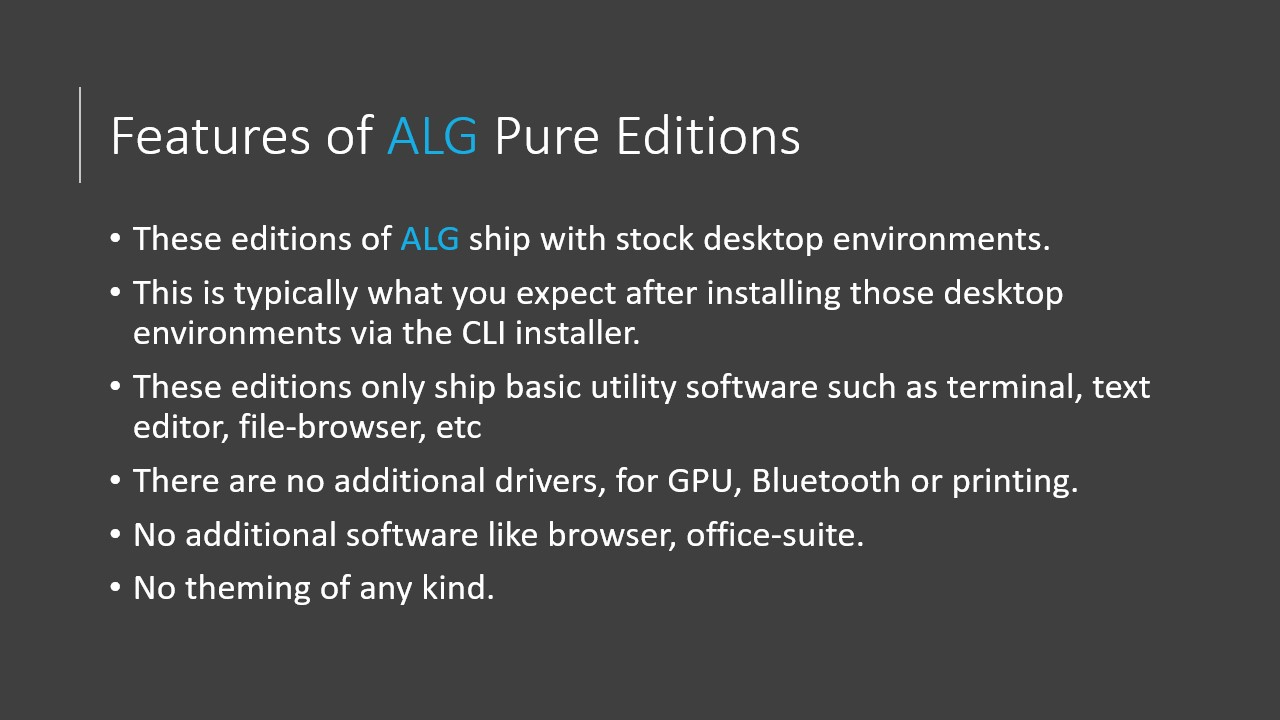 Features of ALG Pure Editions
• These editions of ALG ship with stock desktop environments.
• This is typically what you expect after installing those desktop
environments via the CLI installer.
• These editions only ship basic utility software such as terminal, text
editor, file-browser, etc
• There are no additional drivers, for GPU, Bluetooth or printing.
• No additional software like browser, office-suite.
• No theming of any kind.